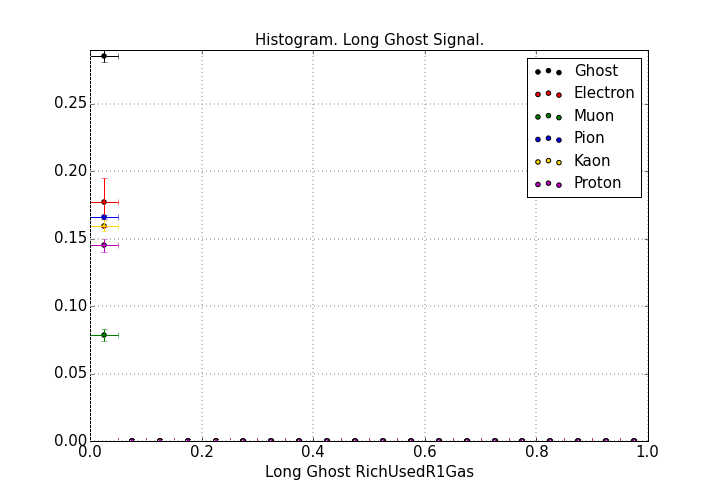 Histogram. Long Ghost Signal.
Ghost
Electron
Muon
Pion
Kaon
Proton
0.25
0.20
0.15
0.10
0.05
0.00
0.0 0.2 0.4 0.6 0.8 1.0
Long Ghost RichUsedR1Gas